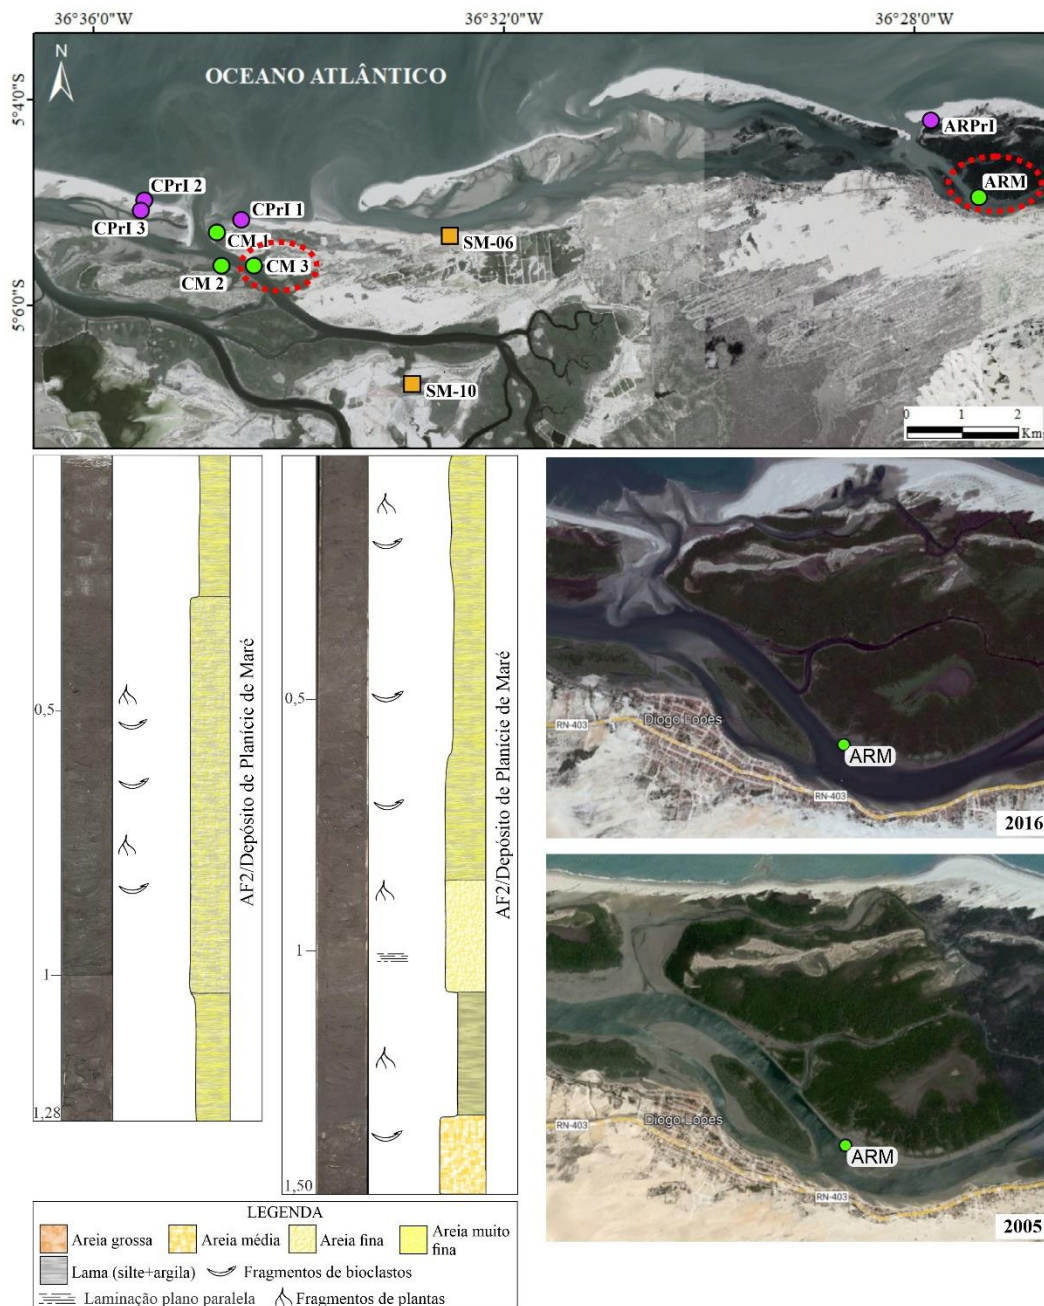 36°36'0"W
36°32'0"W
36°28'0"W
N
OCEANO ATLÂNTICO
5°4'0"S
5°6'0"S
CPrI 2
CPrI 3
CPrI 1
CM 1
CM 2
CM 3
SM-06
SM-10
ARPrI
ARM
0 1 2
Km
0,5
1
1,28
AF2/Depósito de Planície de Maré
0,5
1
1,50
AF2/Depósito de Planície de Maré
RN-403
Diogo Lopes
ARM
RN-403
2016
RN-403
Diogo Lopes
ARM
RN-403
2005
LEGENDA
Areia grossa
Areia média
Areia fina
Areia muito
fina
Lama (silte+argila)
Fragmentos de bioclastos
Laminação plano paralela
Fragmentos de plantas